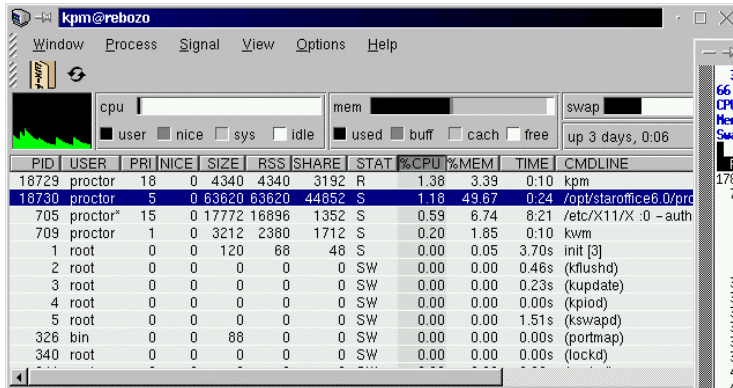 kpm@rebozo
Window Process Signal View Options Help
cpu mem swap
user nice sys idle used buff cach free up 3 days, 0:06
PID USER PRI NICE SIZE RSS SHARE STAT %CPU %MEM TIME CMDLINE
18729 proctor 18 0 4340 4340 3192 R 1.38 3.39 0:10 kpm
18730 proctor 5 0 63620 63620 44852 S 1.18 49.67 0:24 /opt/staroffice6.0/pro
705 proctor* 15 0 17772 16896 1352 S 0.59 6.74 8:21 /etc/X11/X :0 -auth
709 proctor 1 0 3212 2380 1712 S 0.20 1.85 0:10 kwm
1 root 0 0 120 68 48 S 0.00 0.05 3.70s init [3]
2 root 0 0 0 0 0 SW 0.00 0.00 0.46s (kflushd)
3 root 0 0 0 0 0 SW 0.00 0.00 0.23s (kupdate)
4 root 0 0 0 0 0 SW 0.00 0.00 0.00s (kpiod)
5 root 0 0 0 0 0 SW 0.00 0.00 1.51s (kswapd)
326 bin 0 0 88 0 0 SW 0.00 0.00 0.00s (portmap)
340 root 0 0 0 0 0 SW 0.00 0.00 0.00s (lockd)
66
CPU
Mem
Swa
178